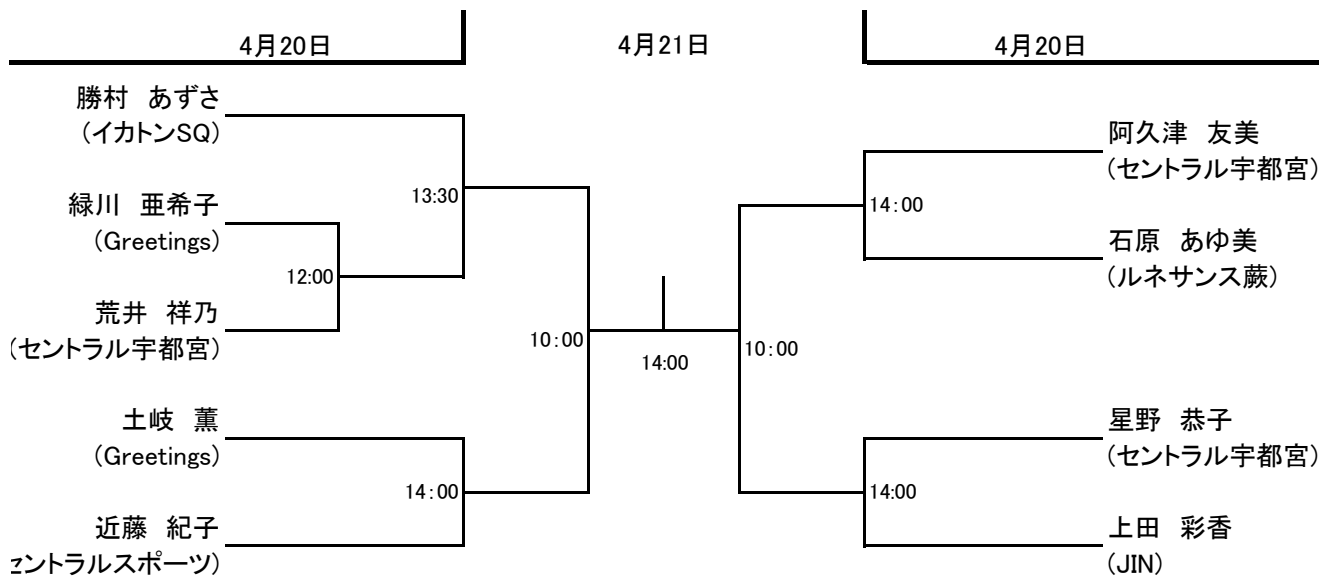 4月20日
4月21日
4月20日
勝村 あずさ
(イカトンSQ)
緑川 亜希子
(Greetings)
荒井 祥乃
(セントラル宇都宮)
土岐 薫
(Greetings)
近藤 紀子
セントラルスポーツ)
13:30
12:00
14:00
10:00
14:00
10:00
14:00
14:00
阿久津 友美
(セントラル宇都宮)
石原 あゆ美
(ルネサンス蕨)
星野 恭子
(セントラル宇都宮)
上田 彩香
(JIN)